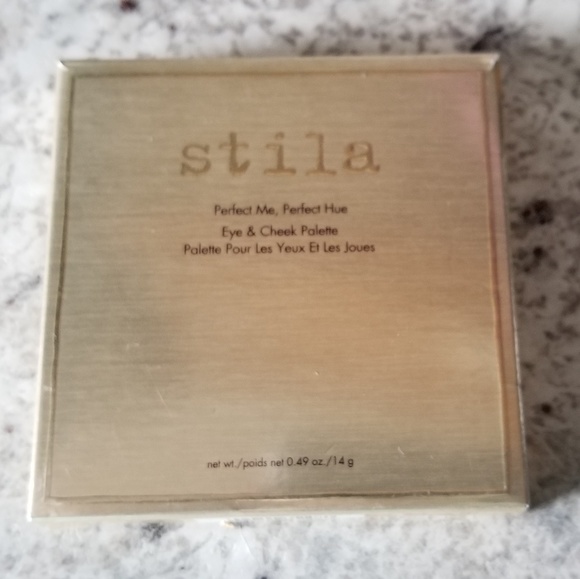 stila
Perfect Me, Perfect Hue
Eye & Cheek Palette
Palette Pour Les Yeux Et Les Joues
net wt./poids net 0.49 oz./14 g